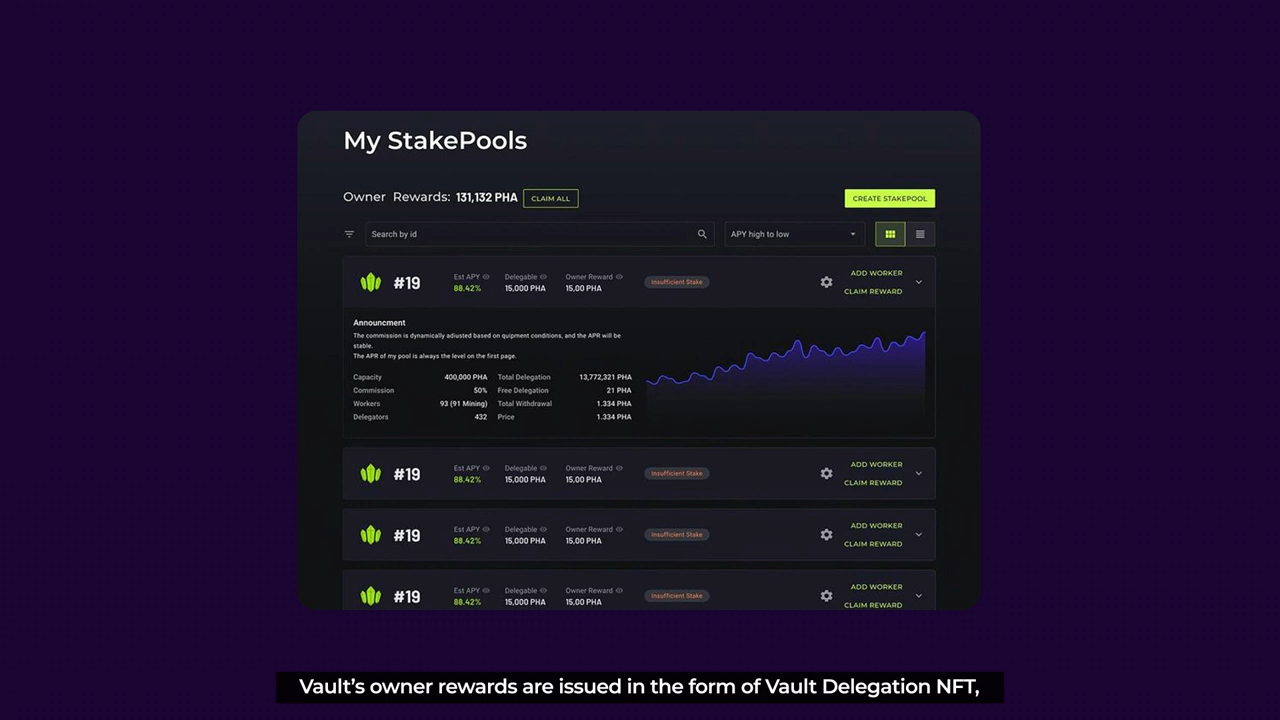 My StakePools
Owner Rewards: 131,132 PHA CLAIM ALL CREATE STAKEPOOL
Search by id APY high to low
#19 Est APY Delegable Owner Reward Insufficient Stake ADD WORKER
88.42% 15,000 PHA 15,00 PHA CLAIM REWARD
Announcment
The commission is dynamically adiusted based on quipment conditions, and the APR will be
stable.
The APR of my pool is always the level on the first page.
Capacity 400,000 PHA Total Delegation 13,772,321 PHA
Commission 50% Free Delegation 21 PHA
Workers 93 (91 Mining) Total Withdrawal 1.334 PHA
Delegators 432 Price 1.334 PHA
#19 Est APY Delegable Owner Reward Insufficient Stake ADD WORKER
88.42% 15,000 PHA 15,00 PHA CLAIM REWARD
#19 Est APY Delegable Owner Reward Insufficient Stake ADD WORKER
88.42% 15,000 PHA 15,00 PHA CLAIM REWARD
#19 Est APY Delegable Owner Reward Insufficient Stake ADD WORKER
88.42% 15,000 PHA 15,00 PHA CLAIM REWARD
Vault’s owner rewards are issued in the form of Vault Delegation NFT,